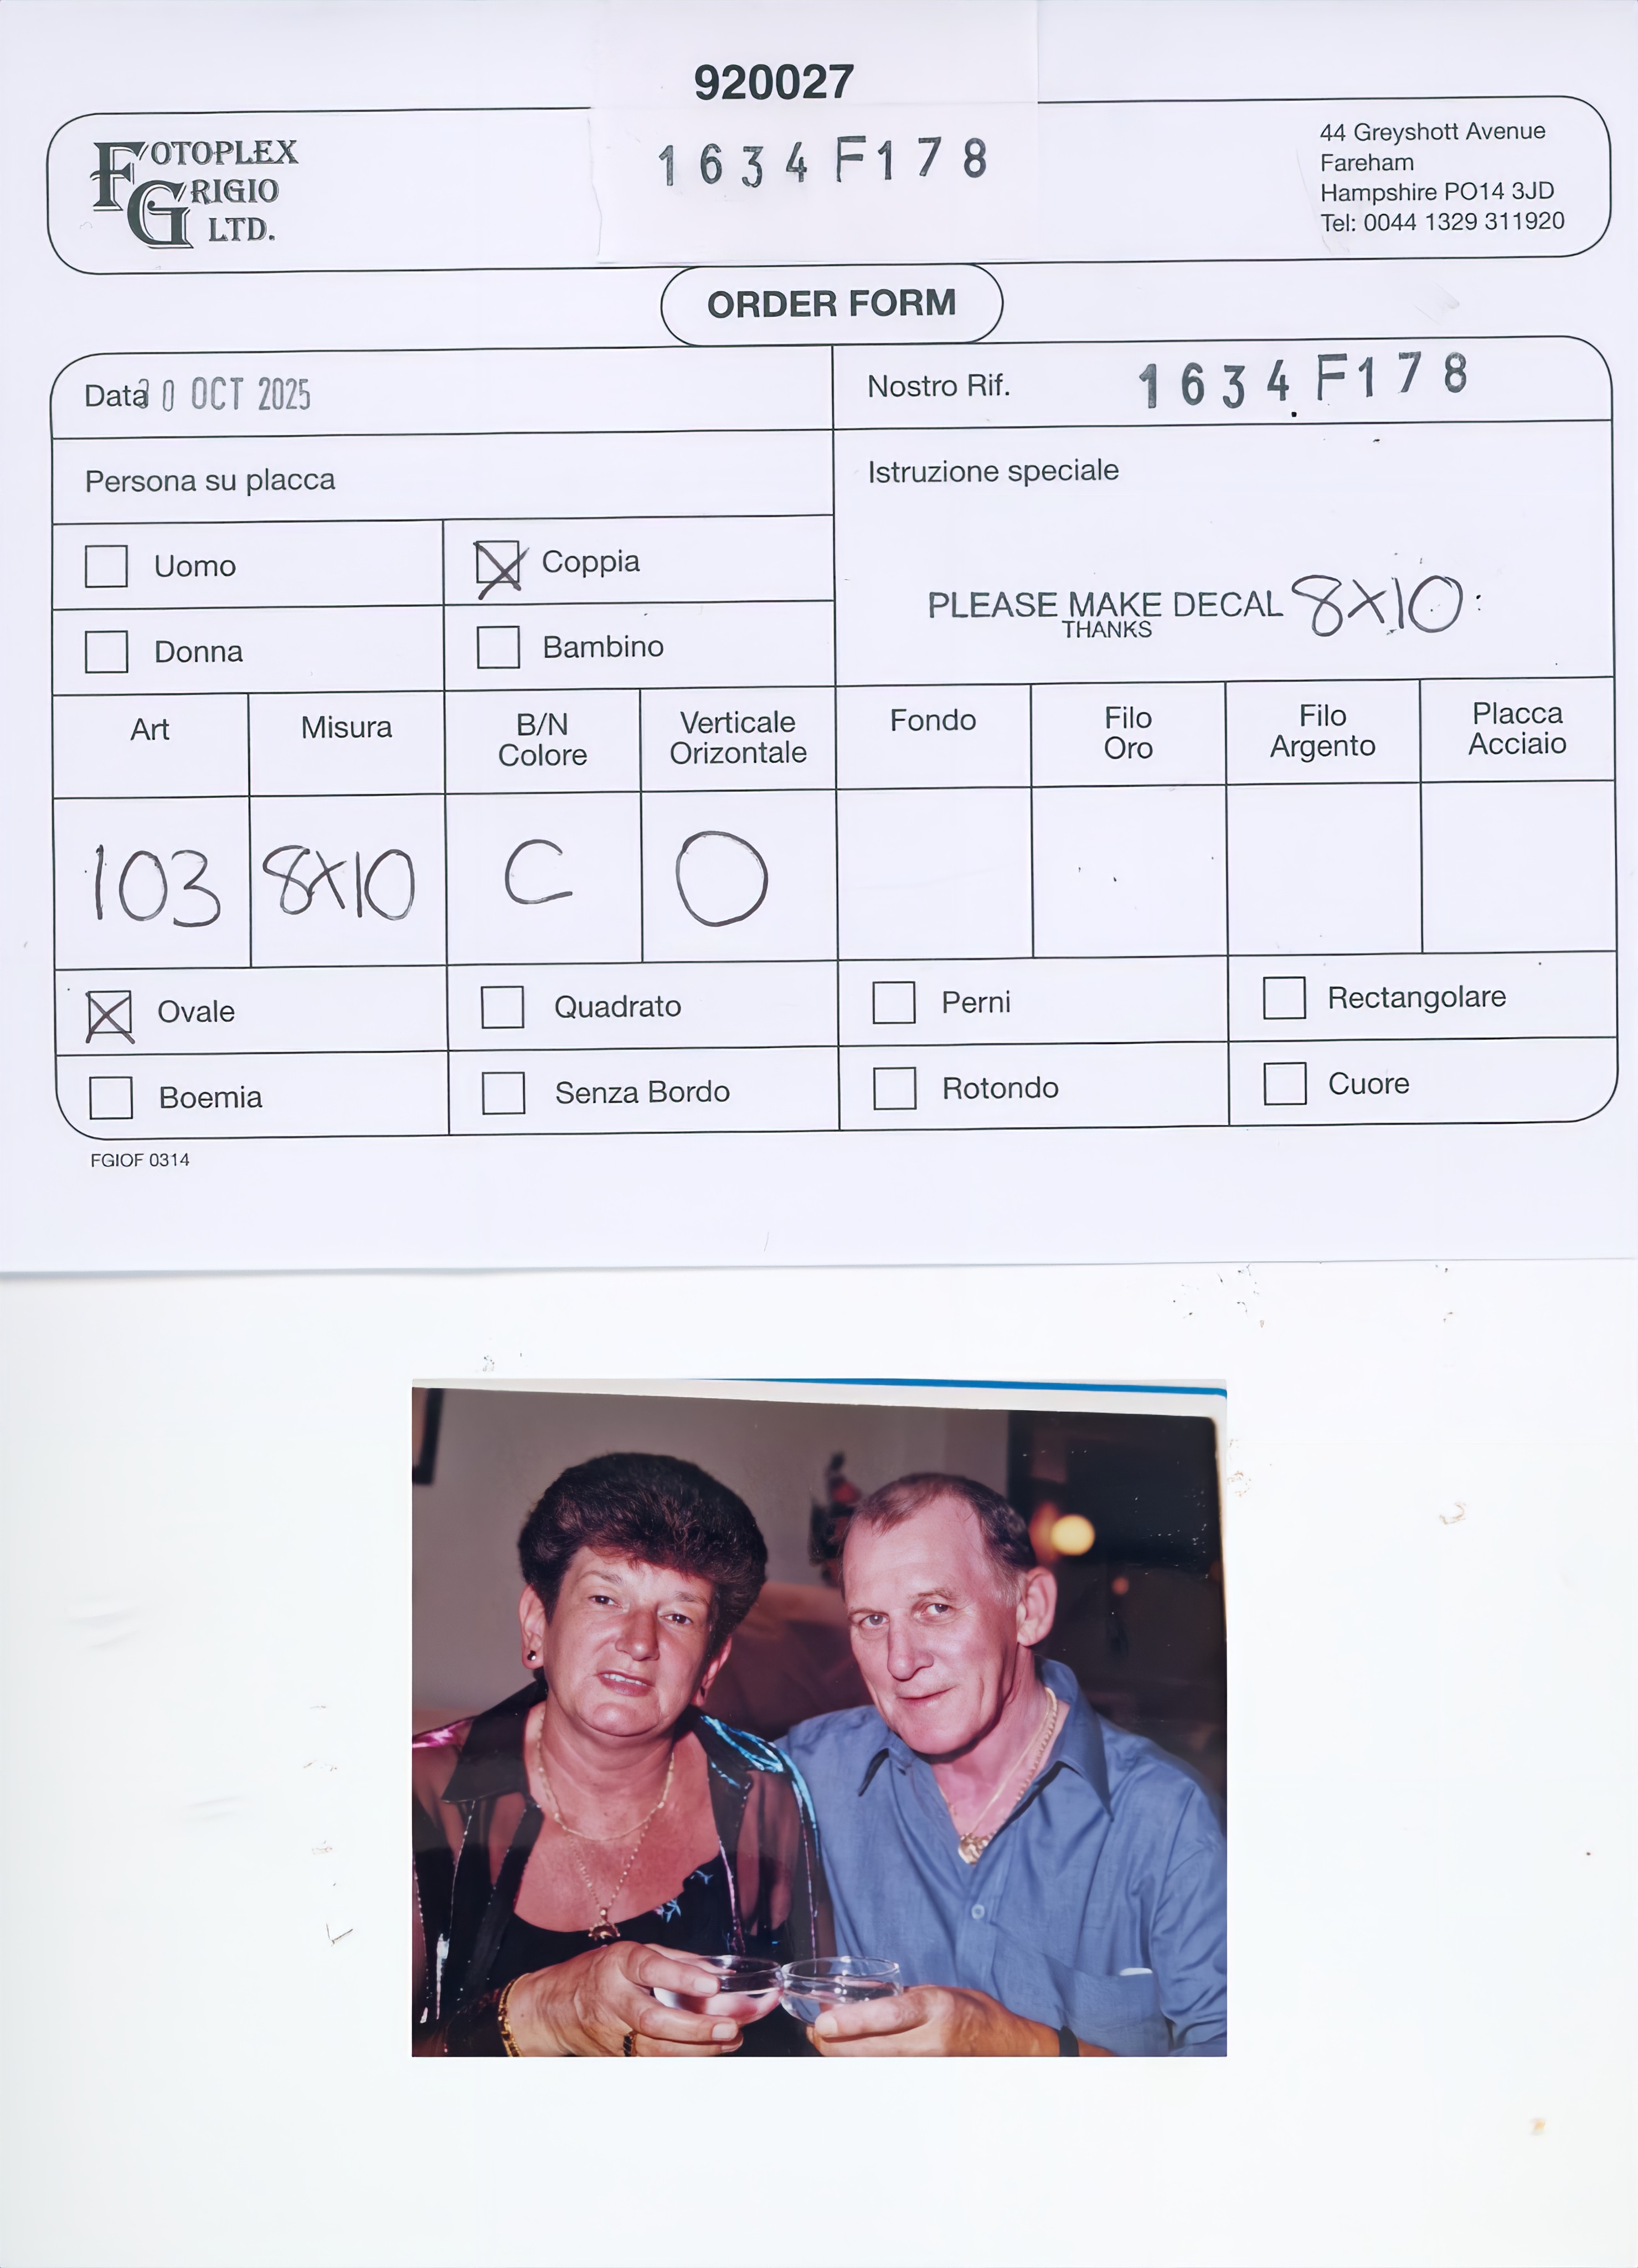 920027
FOTOPLEX
GRIGIO
LTD.
1634F178
44 Greyshott Avenue
Fareham
Hampshire PO14 3JD
Tel: 0044 1329 311920
ORDER FORM
Data 30 OCT 2025
Nostro Rif. 1634F178
Persona su placca
Istruzione speciale
Uomo
Coppia
PLEASE MAKE DECAL 8X10
THANKS
Donna
Bambino
Art
Misura
B/N
Colore
Verticale
Orizontale
Fondo
Filo
Oro
Filo
Argento
Placca
Acciaio
103
8X10
C
O
Ovale
Quadrato
Perni
Rectangolare
Boemia
Senza Bordo
Rotondo
Cuore
FGIOF 0314